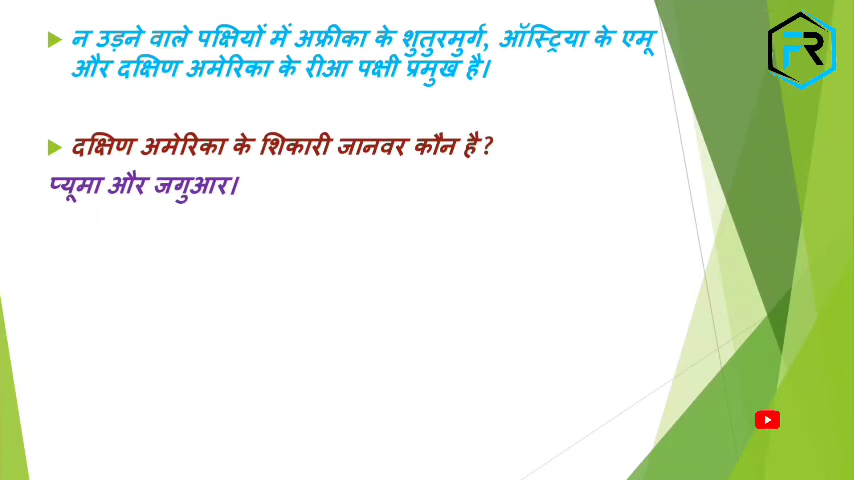 न उड़ने वाले पक्षियों में अफ्रीका के शुतुरमुर्ग, ऑस्ट्रिया के एमू
और दक्षिण अमेरिका के रीआ पक्षी प्रमुख है।
दक्षिण अमेरिका के शिकारी जानवर कौन है?
प्यूमा और जगुआर।
FR